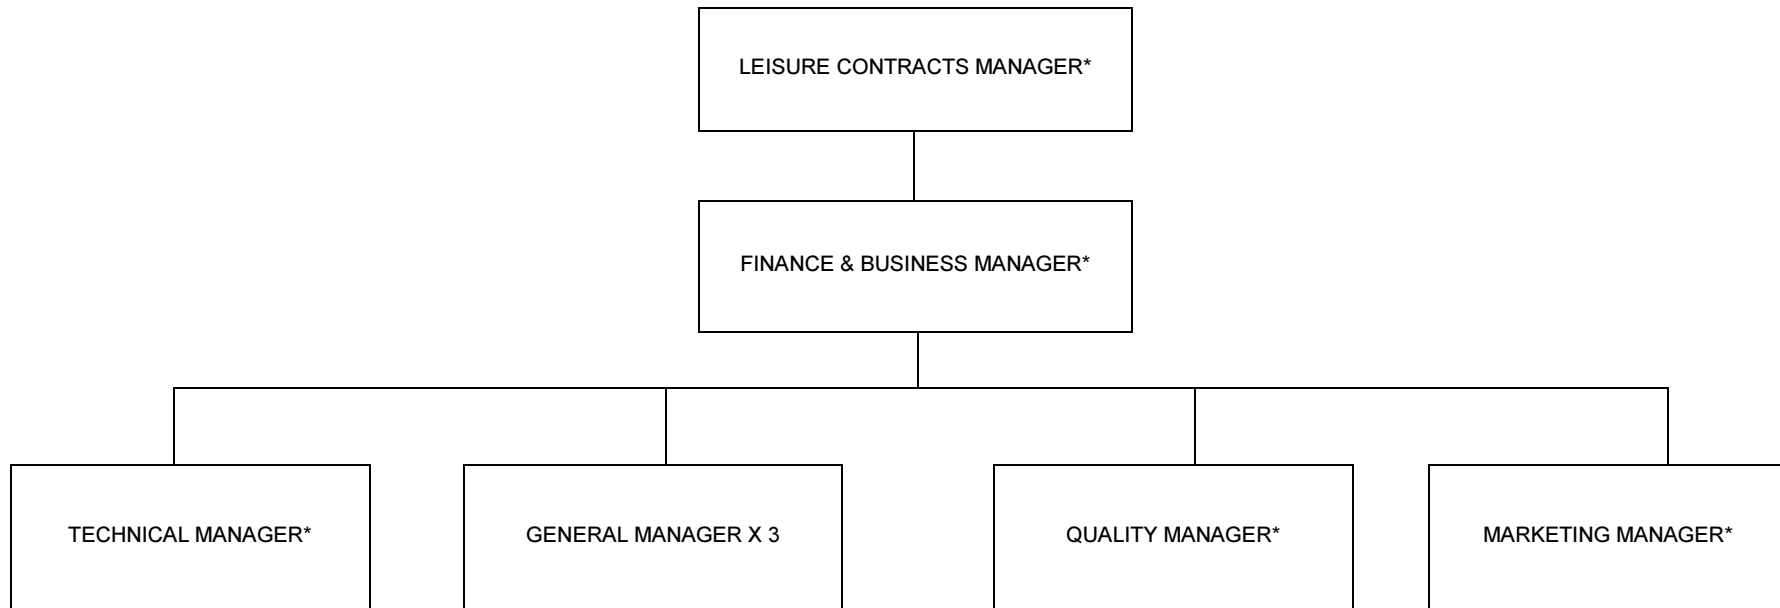 LEISURE CONTRACTS MANAGER*
FINANCE & BUSINESS MANAGER*
TECHNICAL MANAGER*
GENERAL MANAGER X 3
QUALITY MANAGER*
MARKETING MANAGER*